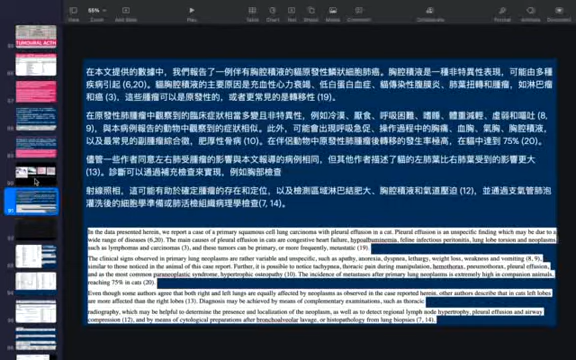 65%
View
Zoom
Add Slide
Play
Table
Chart
Text
Shape
Media
Comment
Collaborate
Format
Animate
Document
TUMOURAL ACTH
在本文提供的數據中，我們報告了一例伴有胸腔積液的貓原發性鱗狀細胞肺癌。胸腔積液是一種非特異性表現，可能由多種
疾病引起 (6,20)。貓胸腔積液的主要原因是充血性心力衰竭、低白蛋白血症、貓傳染性腹膜炎、肺葉扭轉和腫瘤，如淋巴瘤
和癌 (3)，這些腫瘤可以是原發性的，或者更常見的是轉移性 (19)。
在原發性肺腫瘤中觀察到的臨床症狀相當多變且非特異性，例如冷漠、厭食、呼吸困難、嗜睡、體重減輕、虛弱和嘔吐 (8,
9)，與本病例報告的動物中觀察到的症狀相似。此外，可能會出現呼吸急促、操作過程中的胸痛、血胸、氣胸、胸腔積液，
以及最常見的副腫瘤綜合徵，肥厚性骨病 (10)。在伴侶動物中原發性肺腫瘤後轉移的發生率極高，在貓中達到 75% (20)。
儘管一些作者同意左右肺受腫瘤的影響與本文報導的病例相同，但其他作者描述了貓的左肺葉比右肺葉受到的影響更大
(13)。診斷可以通過補充檢查來實現，例如胸部檢查
射線照相，這可能有助於確定腫瘤的存在和定位，以及檢測區域淋巴結肥大、胸腔積液和氣道壓迫 (12)，並通過支氣管肺泡
灌洗後的細胞學準備或肺活檢組織病理學檢查(7, 14)。
In the data presented here, we report a case of a primary squamous cell lung carcinoma with pleural effusion in a cat. Pleural effusion is an unspecific finding which may be due to a
wide range of diseases (6,20). The main causes of pleural effusion in cats are congestive heart failure, hypoalbuminemia, feline infectious peritonitis, lung lobe torsion and neoplasms
such as lymphomas and carcinomas (3), and these tumors can be primary, or more frequently, metastatic (19).
The clinical signs observed in primary lung neoplasms are rather variable and unspecific, such as apathy, anorexia, dyspnea, lethargy, weight loss, weakness and vomiting (8, 9),
similar to those noticed in the animal of this case report. Further, it is possible to notice tachypnea, thoracic pain during manipulation, hemothorax, pneumothorax, pleural effusion,
and as the most common paraneoplastic syndrome, hypertrophic osteopathy (10). The incidence of metastases after primary lung neoplasms is extremely high in companion animals,
reaching 75% in cats (20).
Even though some authors agree that both right and left lungs are equally affected by neoplasms as observed in the case reported herein, other authors describe that in cats left lobes
are more affected than the right lobes (13). Diagnosis may be achieved by means of complementary examinations, such as thoracic
radiography, which may be helpful to determine the presence and localization of the neoplasm, as well as to detect regional lymph node hypertrophy, pleural effusion and airway
compression (12), and by means of cytological preparations after bronchoalveolar lavage, or histopathology from lung biopsies (7, 14).